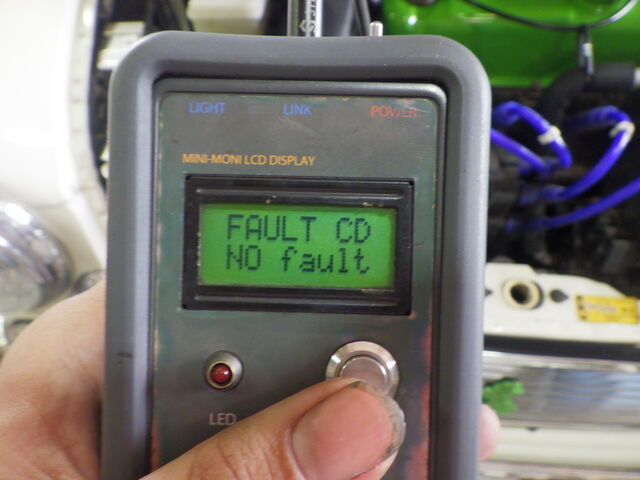 LIGHT LINK POWER
MINI-MONI LCD DISPLAY
FAULT CD
NO fault
LED